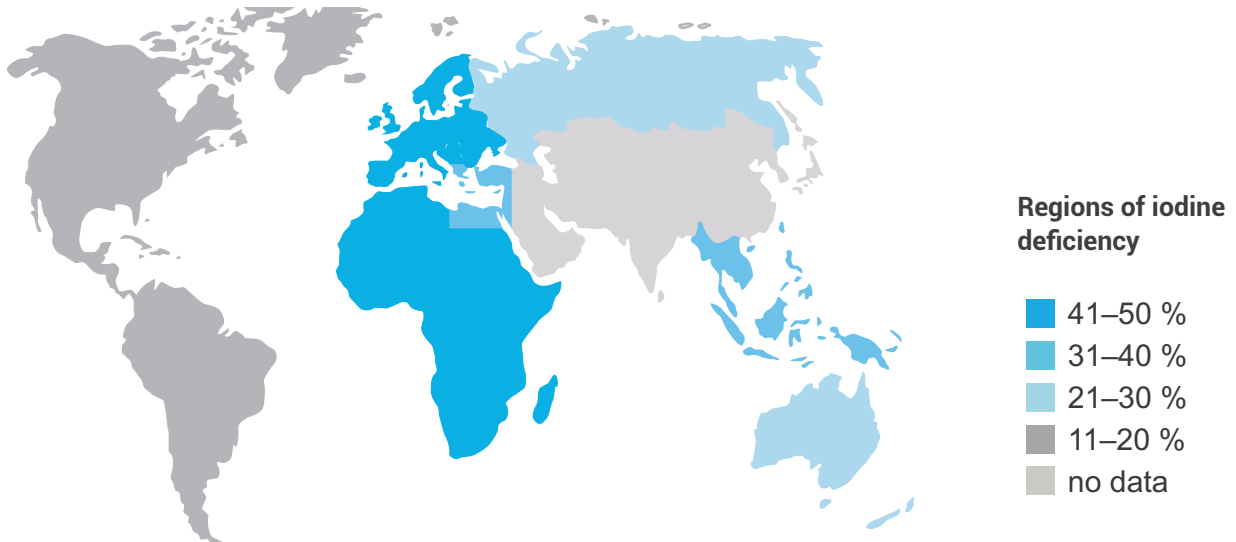 Regions of iodine
deficiency
41–50 %
31–40 %
21–30 %
11–20 %
no data